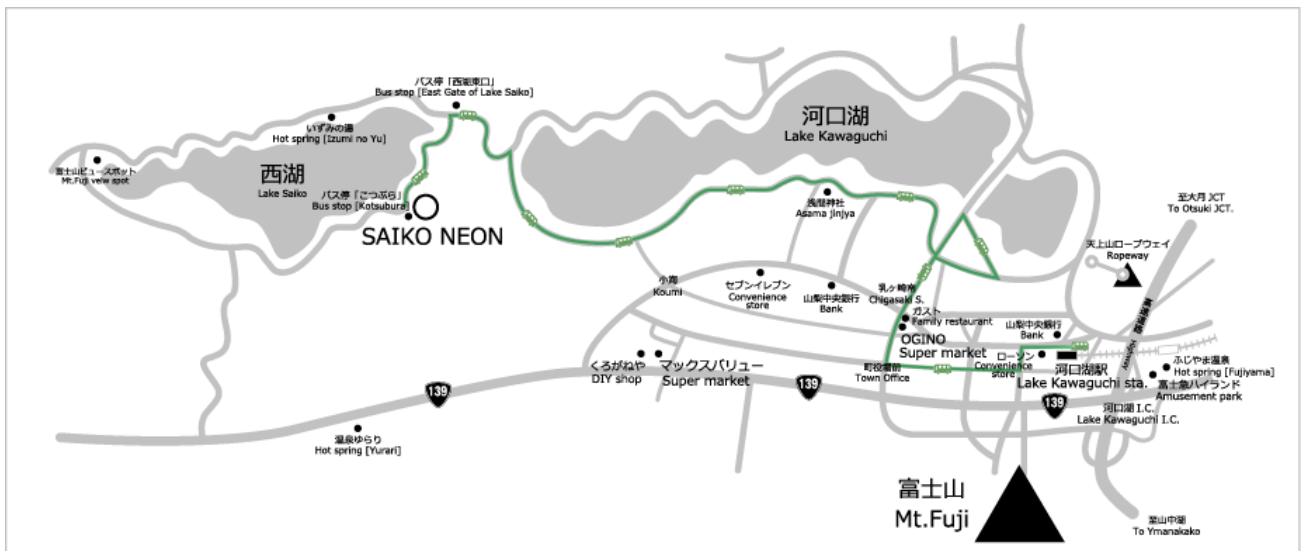 バス停「西湖東口」
Bus stop [East Gate of Lake Saiko]
いずみの湯
Hot spring [Izumi no Yu]
富士山ビュースポット
Mt.Fuji veiw spot
西湖
Lake Saiko
バス停「こつぶら」
Bus stop [Kotsubura]
SAIKO NEON
河口湖
Lake Kawaguchi
浅間神社
Asama jinjya
至大月 JCT
To Otsuki JCT.
天上山ロープウェイ
Ropeway
小海
Koumi
セブンイレブン
Convenience
store
山梨中央銀行
Bank
乳ヶ崎南
Chigasaki S.
ガスト
Family restaurant
OGINO
Super market
山梨中央銀行
Bank
ローソン
Convenience
store
河口湖駅
Lake Kawaguchi sta.
Highway
ふじやま温泉
Hot spring [Fujiyama]
富士急ハイランド
Amusement park
くろがねや
DIY shop
マックスバリュー
Super market
町役場前
Town Office
139
139
139
河口湖 I.C.
Lake Kawaguchi I.C.
温泉ゆらり
Hot spring [Yurari]
富士山
Mt.Fuji
至山中湖
To Ymanakako